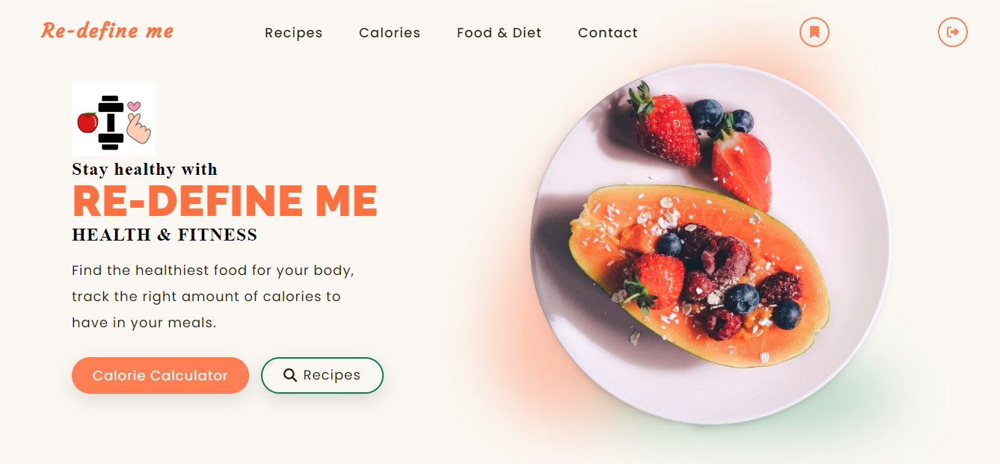 Re-define me
Recipes
Calories
Food & Diet
Contact
Stay healthy with
RE-DEFINE ME
HEALTH & FITNESS
Find the healthiest food for your body,
track the right amount of calories to
have in your meals.
Calorie Calculator
Recipes